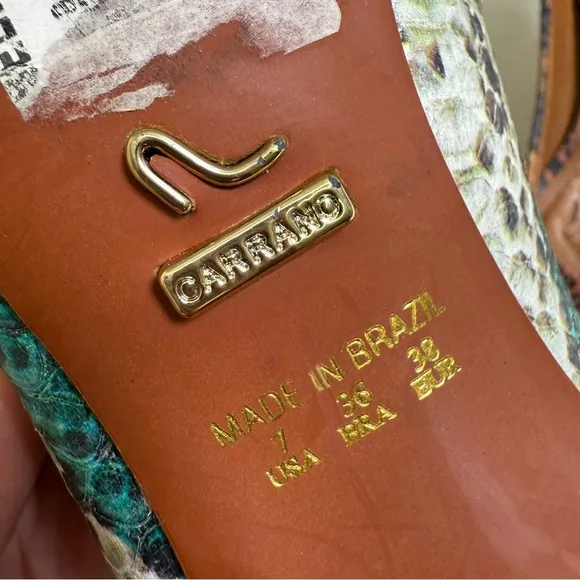 CARRANO
MADE IN BRAZIL
7 36 38
USA BRA EUR